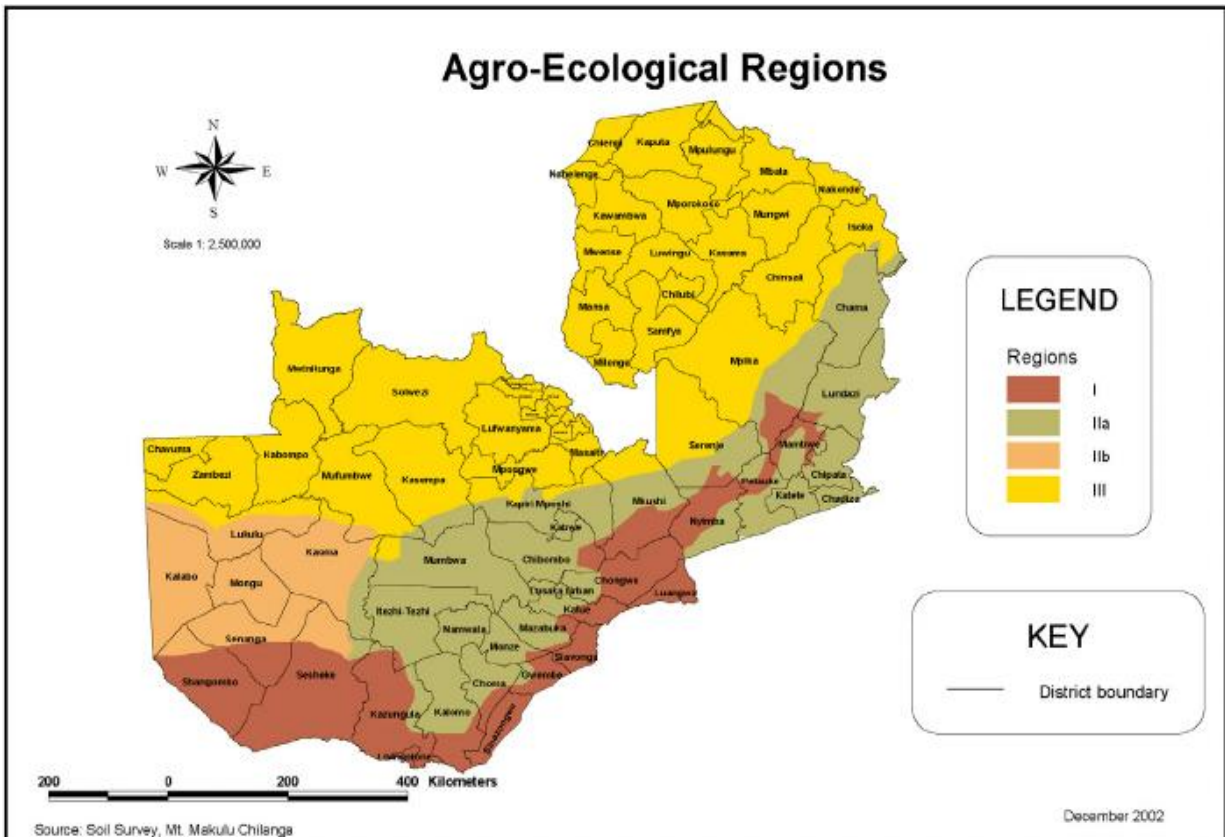 Agro-Ecological Regions
N
W E
S
Scale 1: 2,500,000
Chiengi
Kaputa
Mpulungu
Mbala
Nakonde
Kawambwa
Mporokoso
Mungwi
Isoka
Mwense
Luwingu
Kasama
Chinsali
Mansa
Chilubi
Samfya
Milenge
Mpika
Chama
Lundazi
Mwinilunga
Solwezi
Lufwanyama
Masaiti
Mpongwe
Serenje
Mambwe
Chavuma
Zambezi
Kabompo
Mufumbwe
Kasempa
Chipata
Petauke
Katete
Chadiza
Kapiri Mposhi
Mkushi
Nyimba
Kabwe
Lukulu
Kaoma
Mumbwa
Chibombo
Kalabo
Mongu
Chongwe
Luangwa
Lusaka Urban
Itezhi-Tezhi
Kafue
Namwala
Mazabuka
Monze
Senanga
Siavonga
Shangombo
Sesheke
Gwembe
Choma
Kazungula
Kalomo
Sinazongwe
Livingstone
LEGEND
Regions
I
IIa
IIb
III
KEY
District boundary
200 0 200 400 Kilometers
Source: Soil Survey, Mt. Makulu Chilanga
December 2002